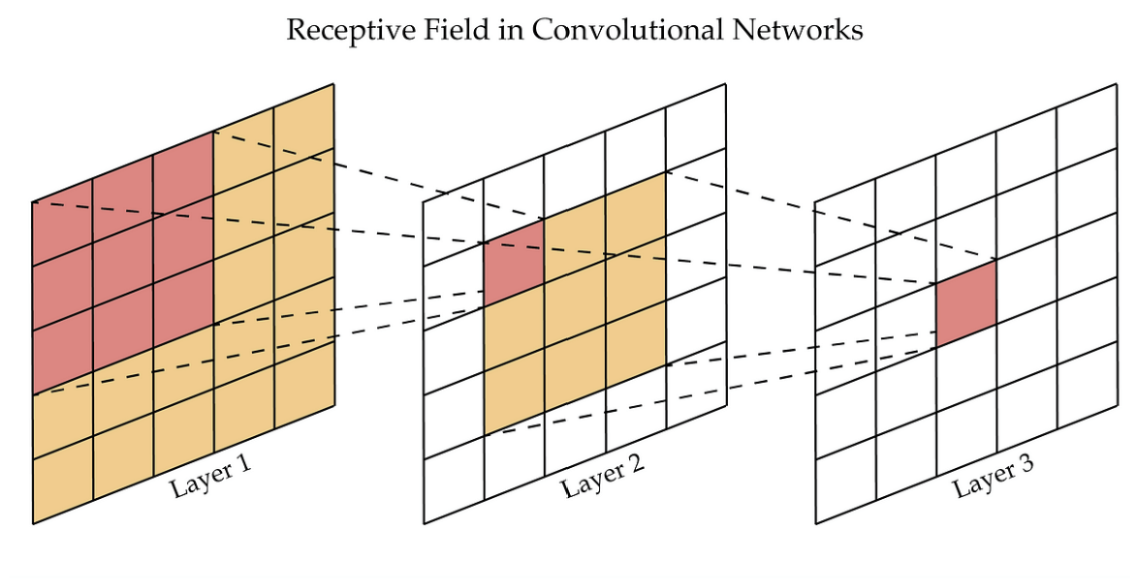 Receptive Field in Convolutional Networks
Layer 1
Layer 2
Layer 3